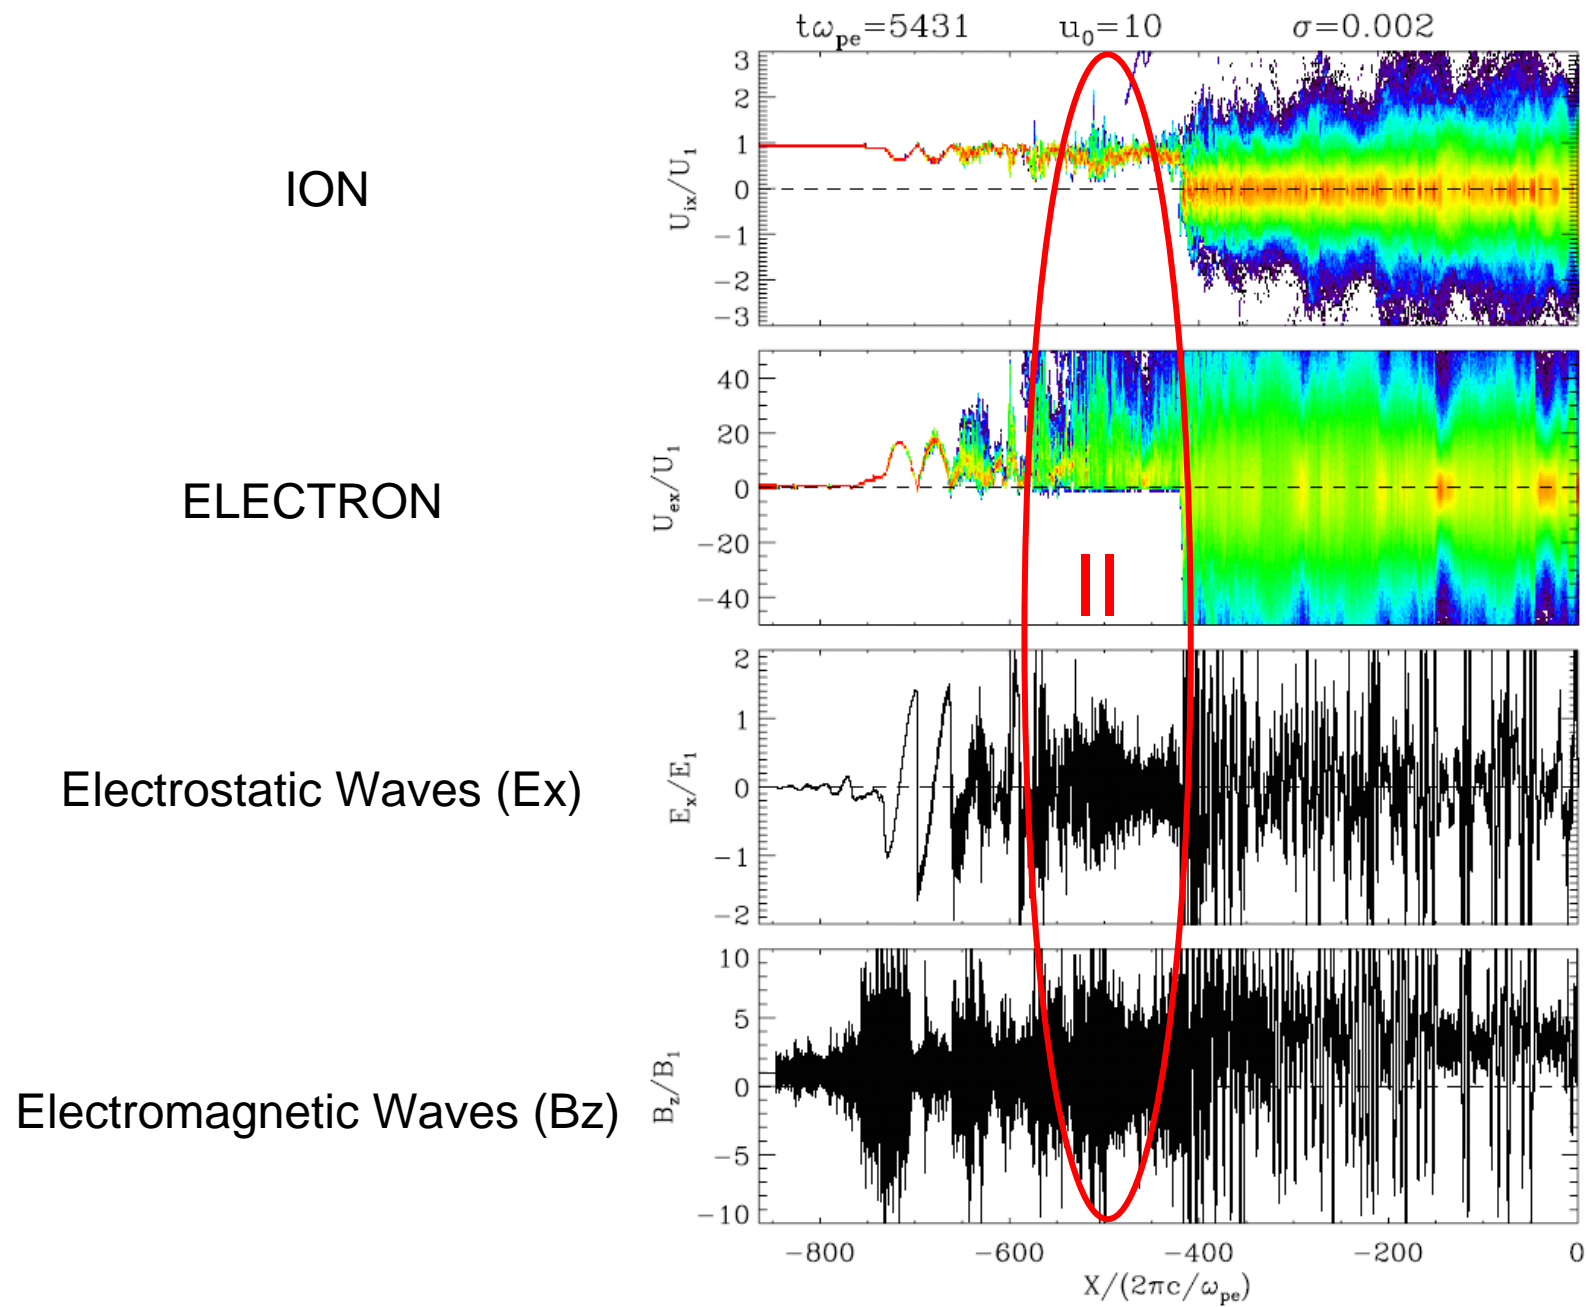 tω_pe=5431 u_0=10 σ=0.002
ION
U_ix/U_1
3
2
1
0
−1
−2
−3
ELECTRON
U_ex/U_1
40
20
0
−20
−40
II
Electrostatic Waves (Ex)
E_x/E_1
2
1
0
−1
−2
Electromagnetic Waves (Bz)
B_z/B_1
10
5
0
−5
−10
−800 −600 −400 −200 0
X/(2πc/ω_pe)